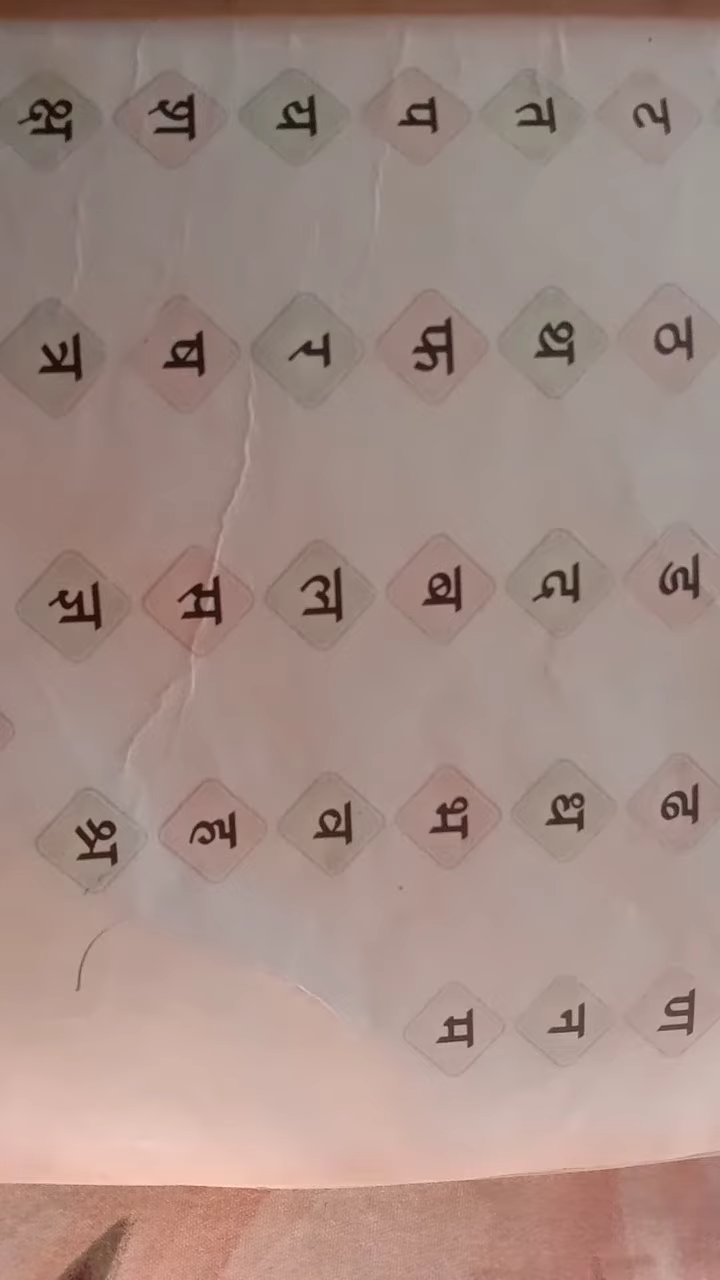 ट ठ ड ढ ण
त थ द ध न
प फ ब भ म
य र ल व
श ष स ह
क्ष त्र ज्ञ श्र